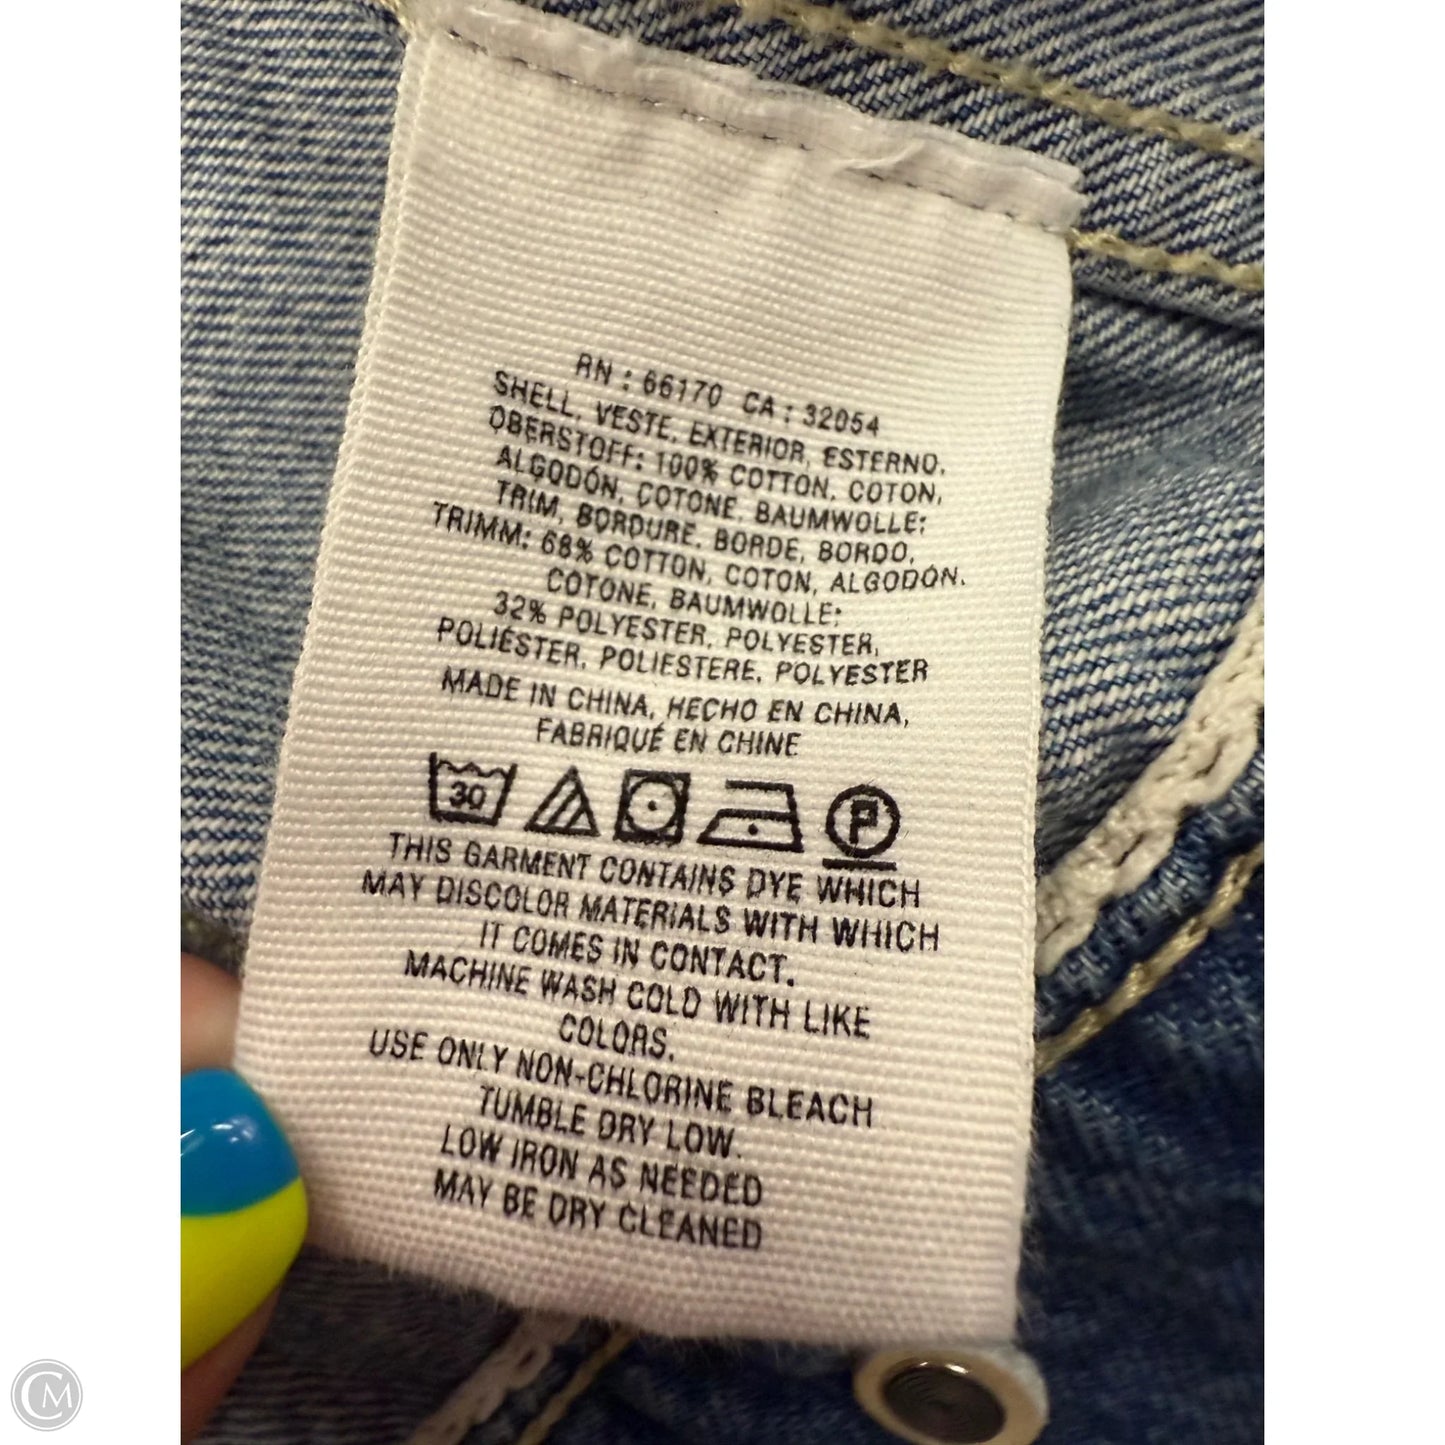 RN : 66170 CA : 32054
SHELL, VESTE, EXTERIOR, ESTERNO,
OBERSTOFF: 100% COTTON, COTON,
ALGODÓN, COTONE, BAUMWOLLE;
TRIM, BORDURE, BORDE, BORDO,
TRIMM: 68% COTTON, COTON, ALGODÓN,
COTONE, BAUMWOLLE;
32% POLYESTER, POLYESTER,
POLIÉSTER, POLIESTERE, POLYESTER
MADE IN CHINA, HECHO EN CHINA,
FABRIQUÉ EN CHINE
30 P
THIS GARMENT CONTAINS DYE WHICH
MAY DISCOLOR MATERIALS WITH WHICH
IT COMES IN CONTACT.
MACHINE WASH COLD WITH LIKE
COLORS.
USE ONLY NON-CHLORINE BLEACH
TUMBLE DRY LOW.
LOW IRON AS NEEDED
MAY BE DRY CLEANED
CM